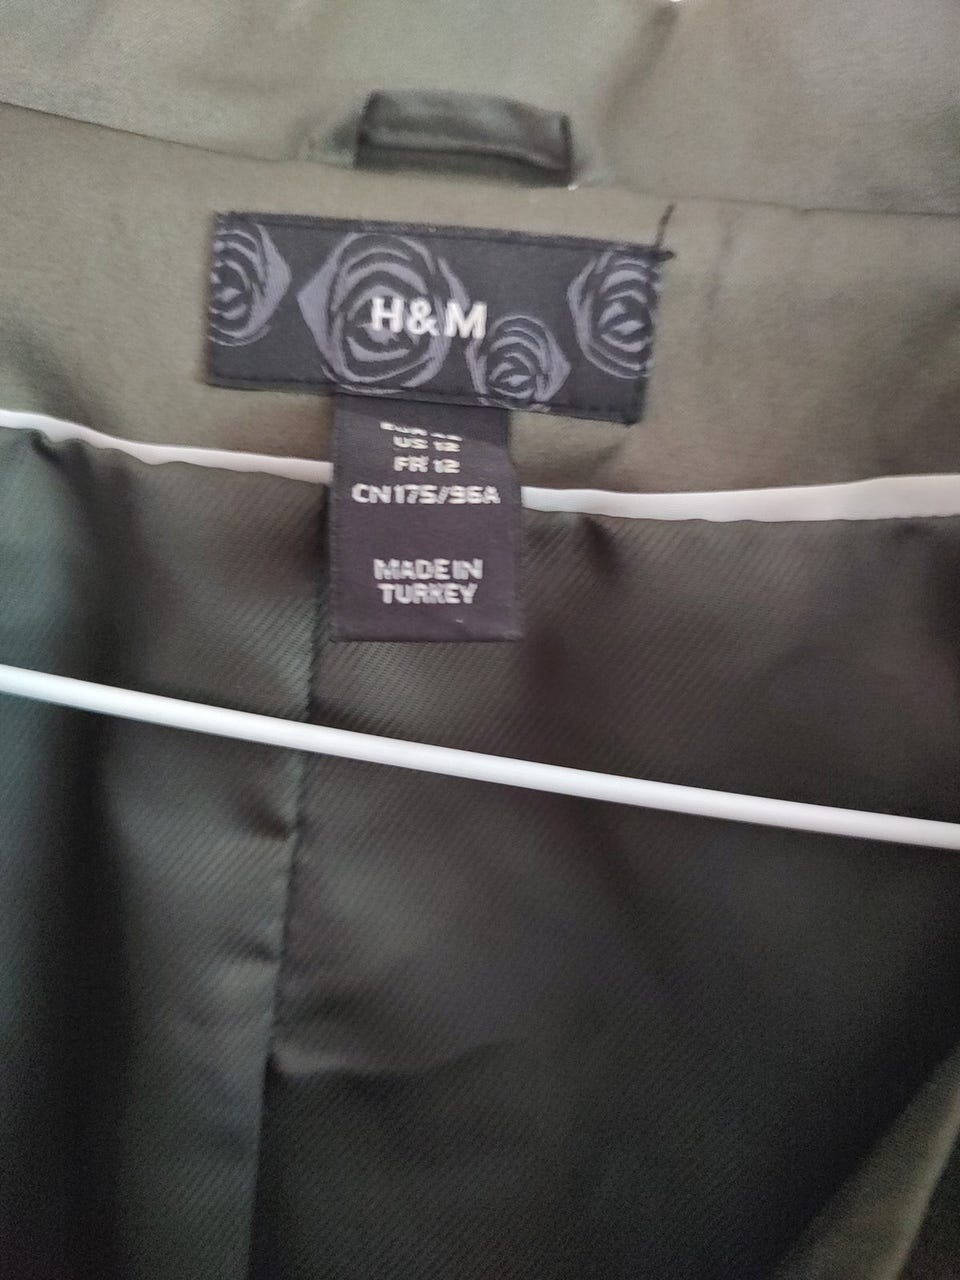 H&M
US 12
FR 12
CN175/96A
MADE IN
TURKEY